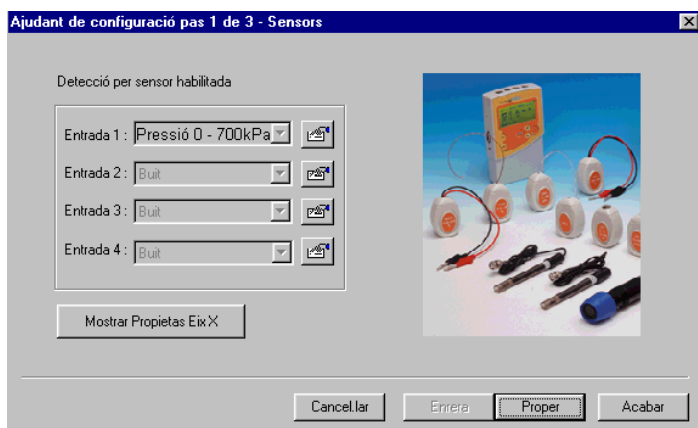 Ajudant de configuració pas 1 de 3 - Sensors
Detecció per sensor habilitada
Entrada 1 : Pressió 0 - 700kPa
Entrada 2 : Buit
Entrada 3 : Buit
Entrada 4 : Buit
Mostrar Propietas Eix X
Cancel.lar Enrera Proper Acabar